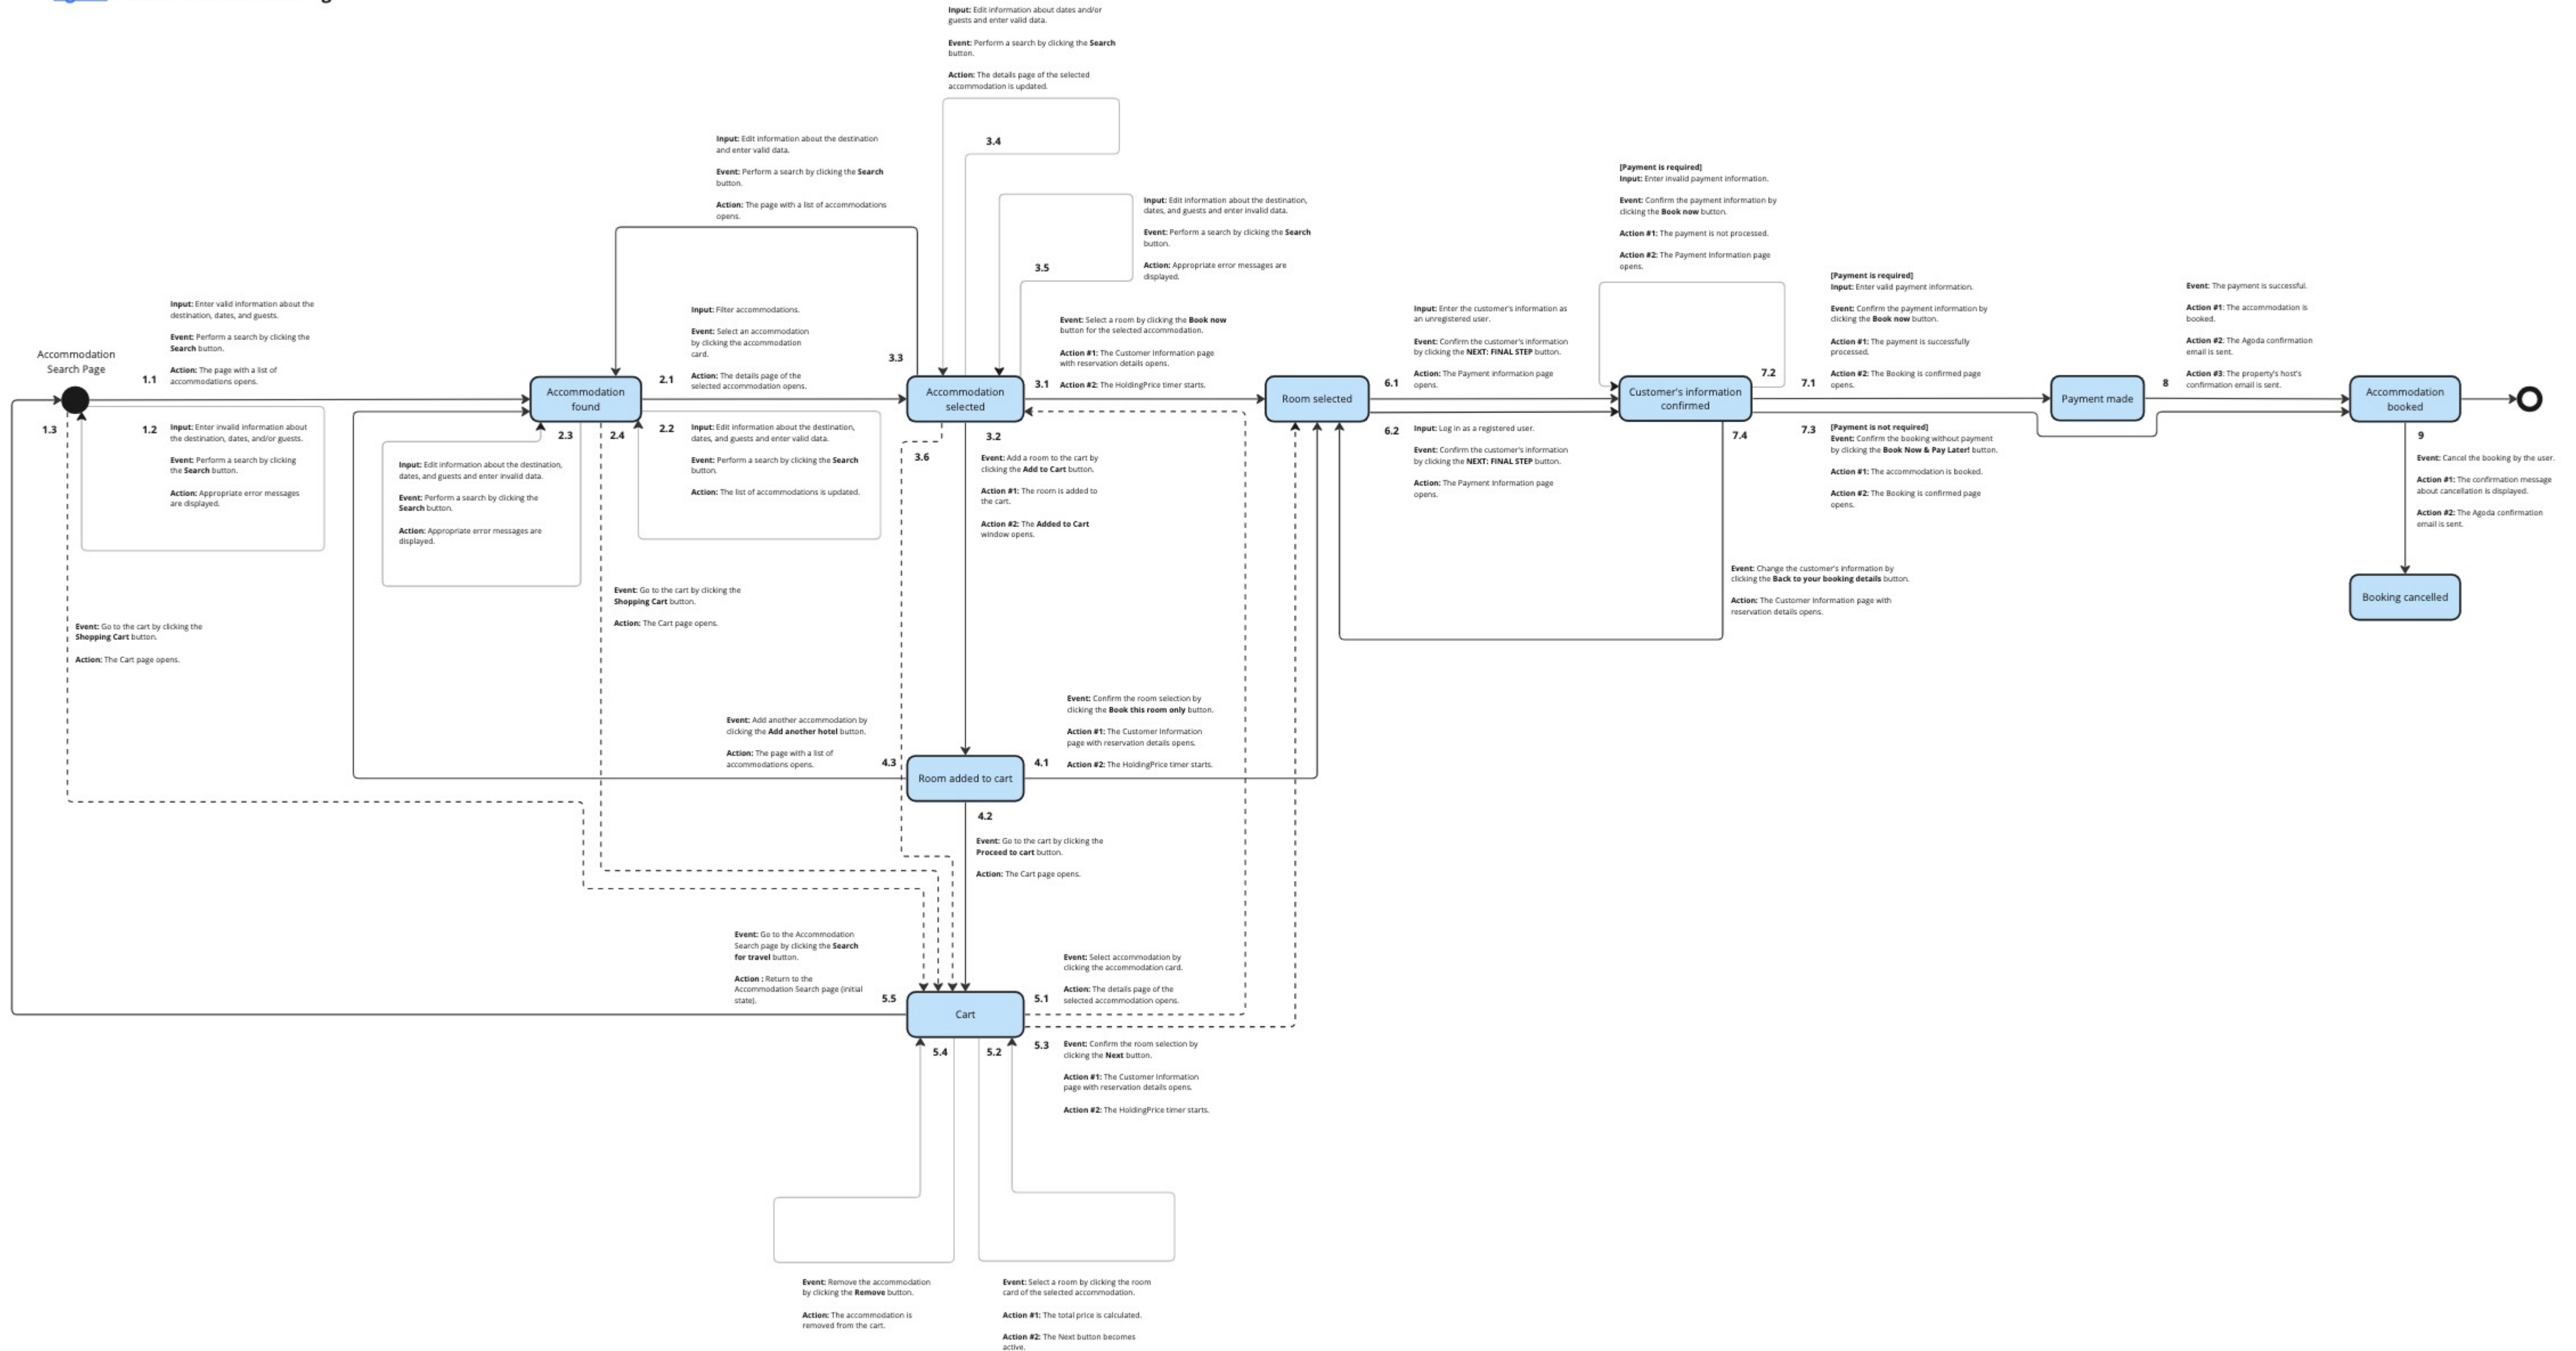 Input: Edit information about dates and/or
guests and enter valid data.
Event: Perform a search by clicking the Search
button.
Action: The details page of the selected
accommodation is updated.
3.4
Input: Edit information about the destination
and enter valid data.
Event: Perform a search by clicking the Search
button.
Action: The page with a list of accommodations
opens.
3.3
Input: Edit information about the destination,
dates, and guests and enter invalid data.
Event: Perform a search by clicking the Search
button.
Action: Appropriate error messages are
displayed.
3.5
[Payment is required]
Input: Enter invalid payment information.
Event: Confirm the payment information by
clicking the Book now button.
Action #1: The payment is not processed.
Action #2: The Payment Information page
opens.
7.2
Accommodation
Search Page
1.1
Input: Enter valid information about the
destination, dates, and guests.
Event: Perform a search by clicking the
Search button.
Action: The page with a list of
accommodations opens.
Accommodation
found
2.1
Input: Filter accommodations.
Event: Select an accommodation
by clicking the accommodation
card.
Action: The details page of the
selected accommodation opens.
Accommodation
selected
3.1
Event: Select a room by clicking the Book now
button for the selected accommodation.
Action #1: The Customer Information page
with reservation details opens.
Action #2: The HoldingPrice timer starts.
Room selected
6.1
Input: Enter the customer's information as
an unregistered user.
Event: Confirm the customer's information
by clicking the NEXT: FINAL STEP button.
Action: The Payment information page
opens.
Customer's information
confirmed
7.1
[Payment is required]
Input: Enter valid payment information.
Event: Confirm the payment information by
clicking the Book now button.
Action #1: The payment is successfully
processed.
Action #2: The Booking is confirmed page
opens.
Payment made
8
Event: The payment is successful.
Action #1: The accommodation is
booked.
Action #2: The Agoda confirmation
email is sent.
Action #3: The property's host's
confirmation email is sent.
Accommodation
booked
1.3
1.2
Input: Enter invalid information about
the destination, dates, and/or guests.
Event: Perform a search by clicking
the Search button.
Action: Appropriate error messages
are displayed.
2.3
Input: Edit information about the destination,
dates, and guests and enter invalid data.
Event: Perform a search by clicking the
Search button.
Action: Appropriate error messages are
displayed.
2.4
2.2
Input: Edit information about the destination,
dates, and guests and enter valid data.
Event: Perform a search by clicking the Search
button.
Action: The list of accommodations is updated.
3.6
3.2
Event: Add a room to the cart by
clicking the Add to Cart button.
Action #1: The room is added to
the cart.
Action #2: The Added to Cart
window opens.
6.2
Input: Log in as a registered user.
Event: Confirm the customer's information
by clicking the NEXT: FINAL STEP button.
Action: The Payment Information page
opens.
7.4
7.3
[Payment is not required]
Event: Confirm the booking without payment
by clicking the Book Now & Pay Later! button.
Action #1: The accommodation is booked.
Action #2: The Booking is confirmed page
opens.
9
Event: Cancel the booking by the user.
Action #1: The confirmation message
about cancellation is displayed.
Action #2: The Agoda confirmation
email is sent.
Event: Go to the cart by clicking the
Shopping Cart button.
Action: The Cart page opens.
Event: Go to the cart by clicking the
Shopping Cart button.
Action: The Cart page opens.
Event: Change the customer's information by
clicking the Back to your booking details button.
Action: The Customer Information page with
reservation details opens.
Booking cancelled
Event: Add another accommodation by
clicking the Add another hotel button.
Action: The page with a list of
accommodations opens.
4.3
Room added to cart
4.1
Event: Confirm the room selection by
clicking the Book this room only button.
Action #1: The Customer Information
page with reservation details opens.
Action #2: The HoldingPrice timer starts.
4.2
Event: Go to the cart by clicking the
Proceed to cart button.
Action: The Cart page opens.
Event: Go to the Accommodation
Search page by clicking the Search
for travel button.
Action : Return to the
Accommodation Search page (initial
state).
5.5
Cart
5.1
Event: Select accommodation by
clicking the accommodation card.
Action: The details page of the
selected accommodation opens.
5.4
5.2
5.3
Event: Confirm the room selection by
clicking the Next button.
Action #1: The Customer Information
page with reservation details opens.
Action #2: The HoldingPrice timer starts.
Event: Remove the accommodation
by clicking the Remove button.
Action: The accommodation is
removed from the cart.
Event: Select a room by clicking the room
card of the selected accommodation.
Action #1: The total price is calculated.
Action #2: The Next button becomes
active.